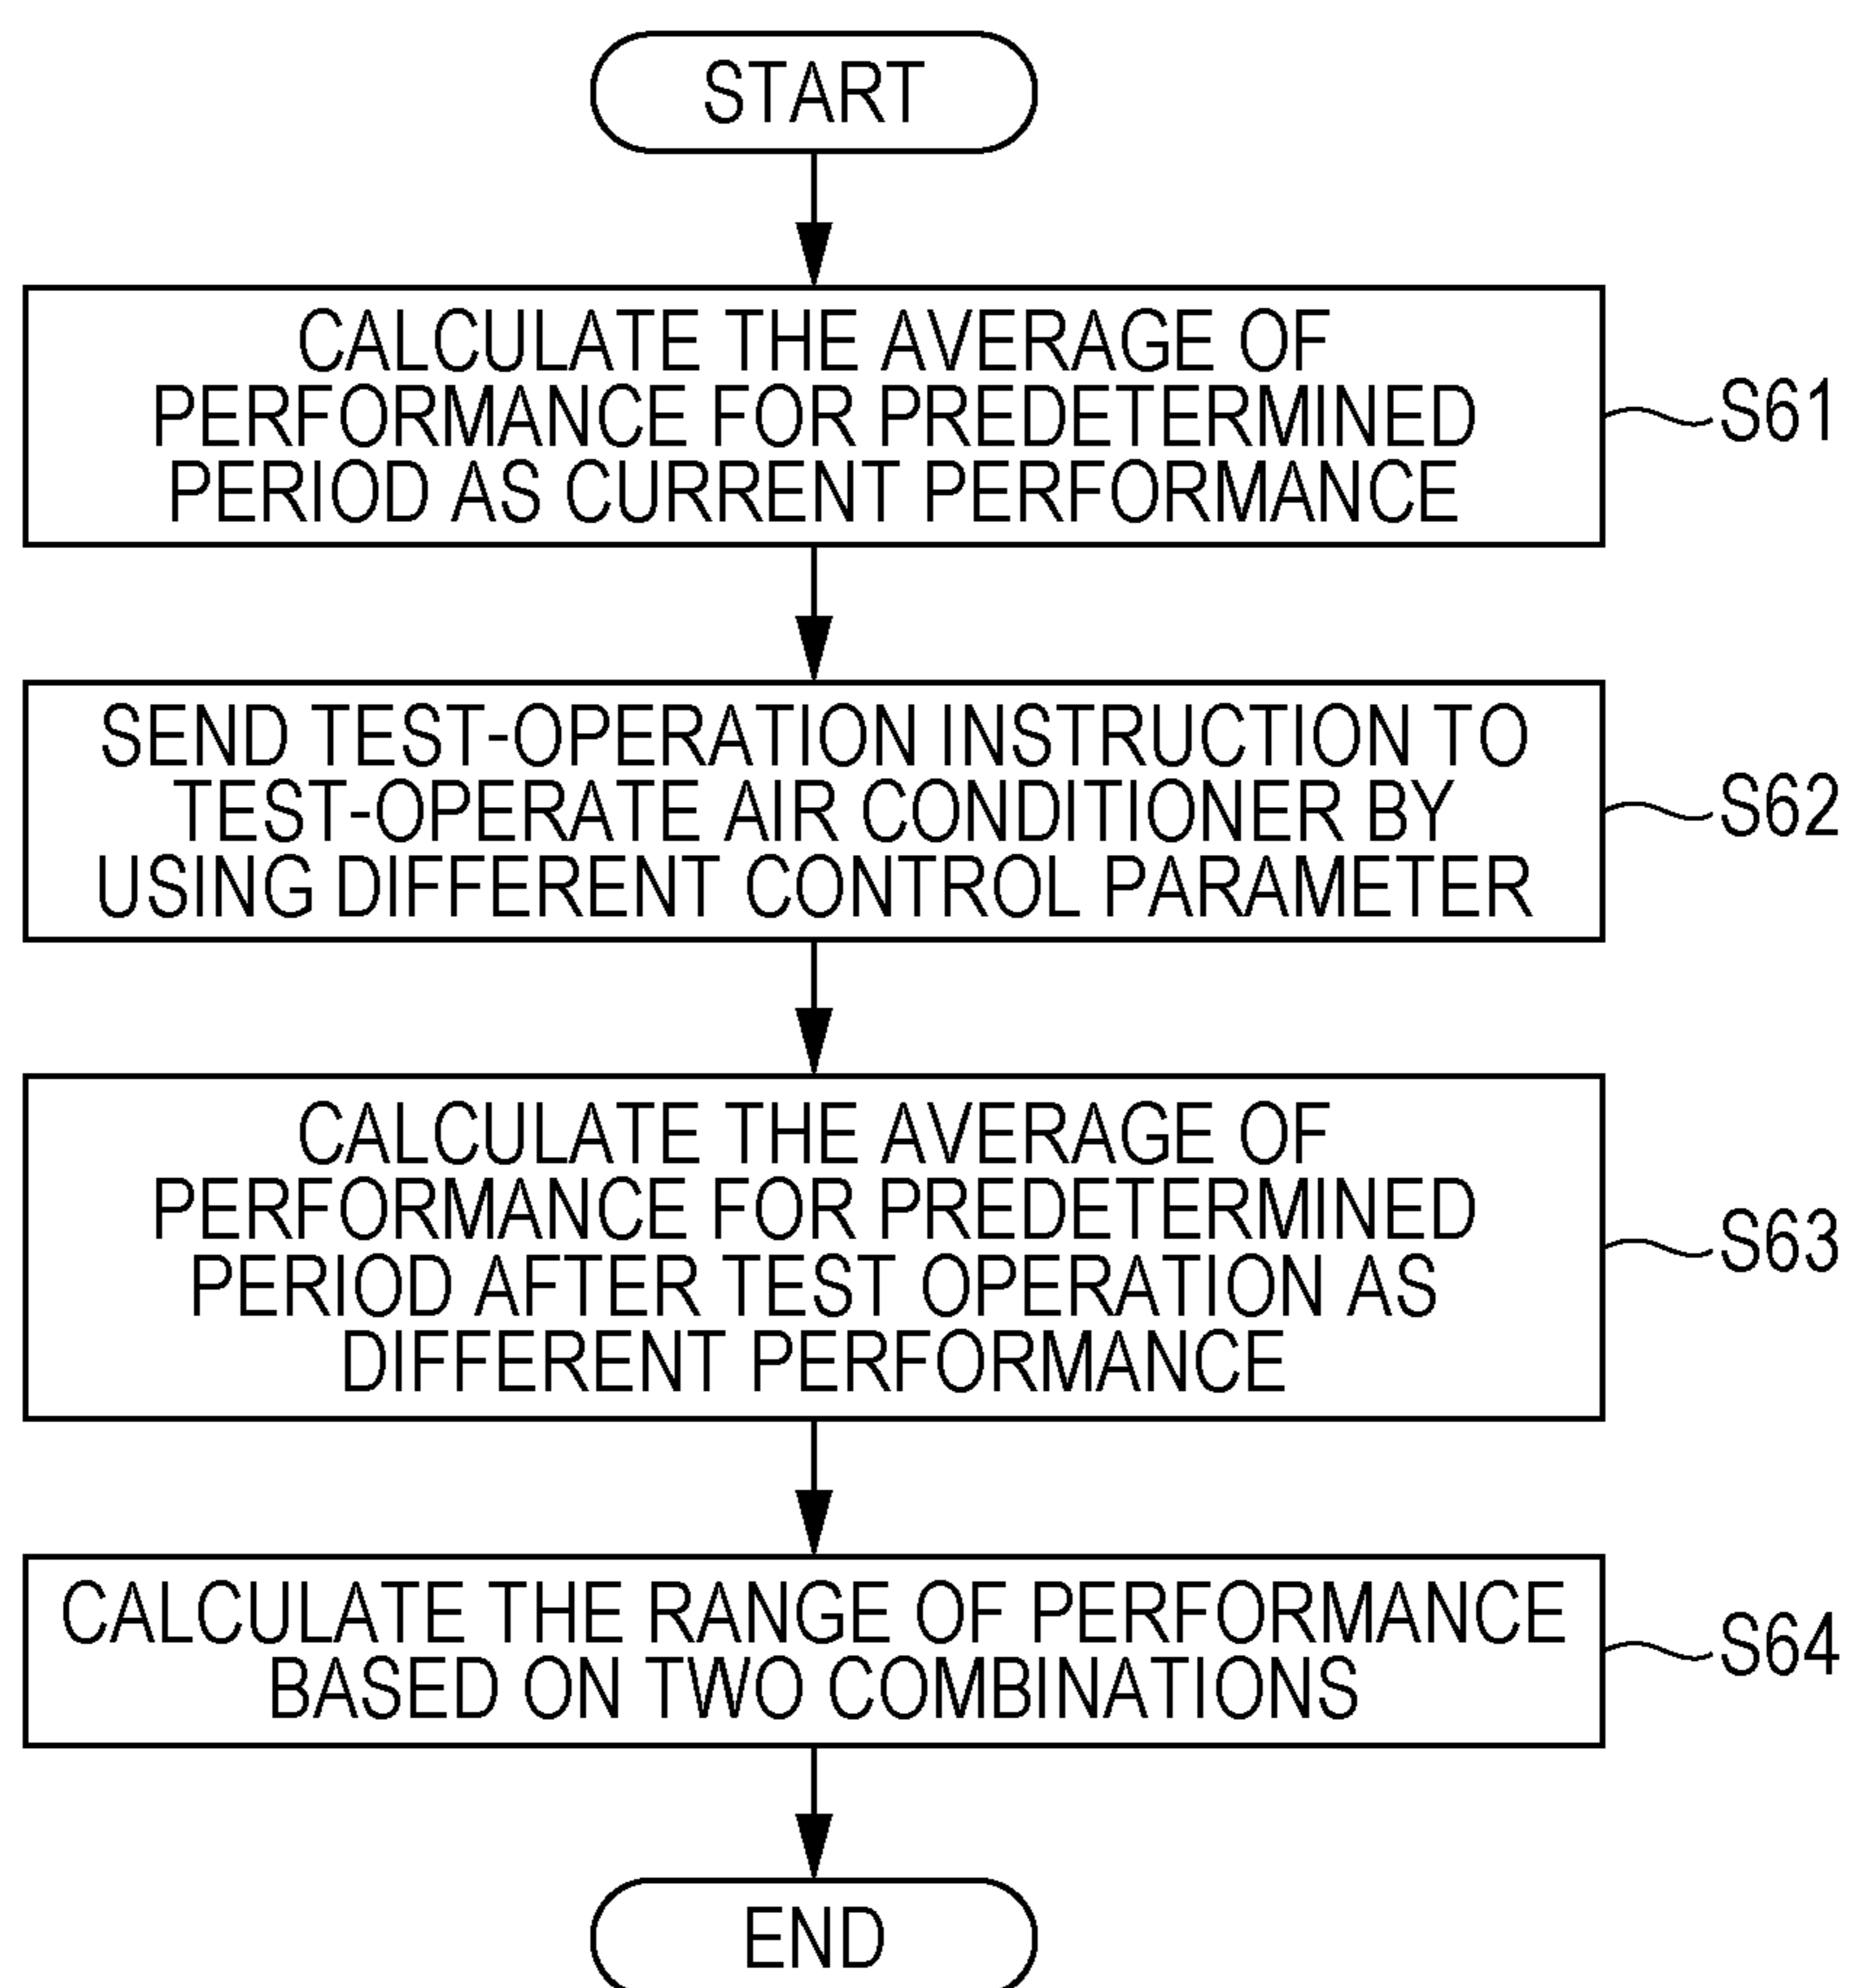 START
CALCULATE THE AVERAGE OF
PERFORMANCE FOR PREDETERMINED
PERIOD AS CURRENT PERFORMANCE
S61
SEND TEST-OPERATION INSTRUCTION TO
TEST-OPERATE AIR CONDITIONER BY
USING DIFFERENT CONTROL PARAMETER
S62
CALCULATE THE AVERAGE OF
PERFORMANCE FOR PREDETERMINED
PERIOD AFTER TEST OPERATION AS
DIFFERENT PERFORMANCE
S63
CALCULATE THE RANGE OF PERFORMANCE
BASED ON TWO COMBINATIONS
S64
END